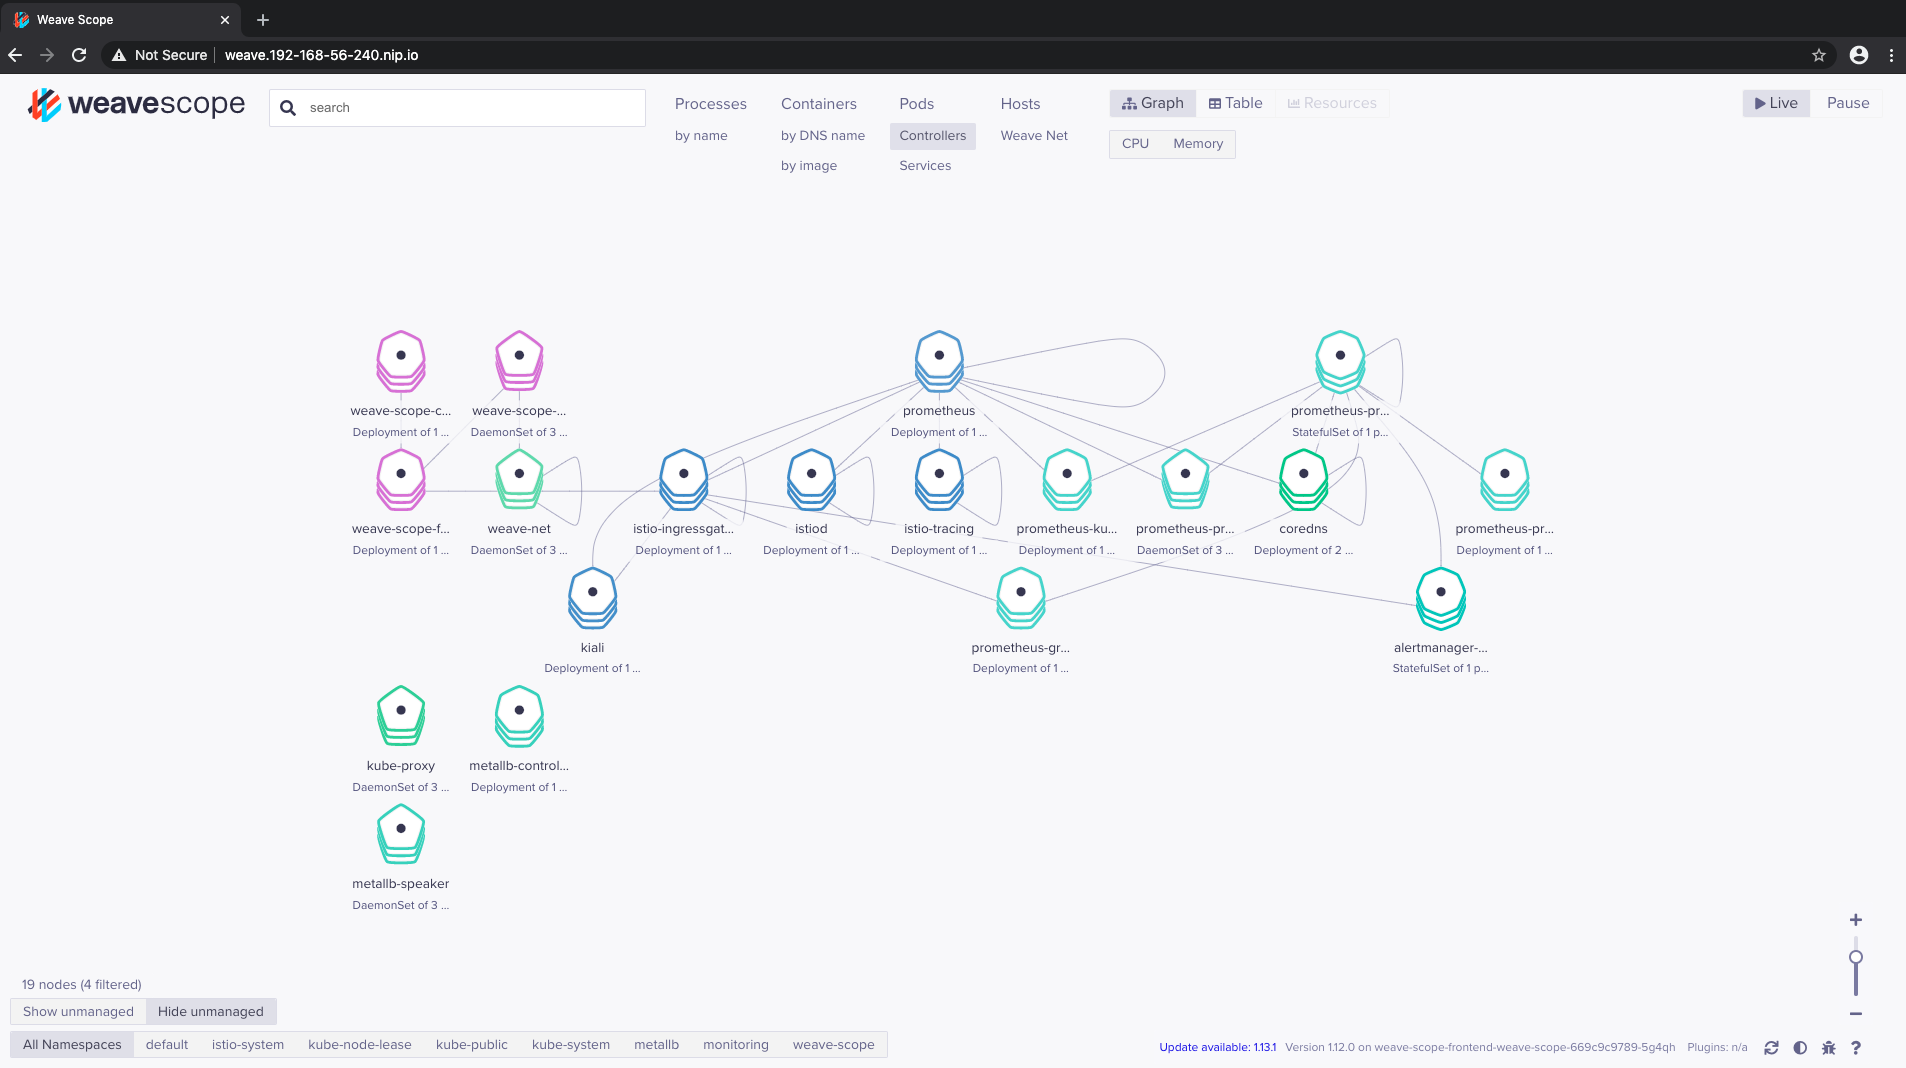 Weave Scope
Not Secure
weave.192-168-56-240.nip.io
weavescope
search
Processes
by name
Containers
by DNS name
by image
Pods
Controllers
Services
Hosts
Weave Net
Graph
Table
Resources
CPU
Memory
Live
Pause
weave-scope-c...
Deployment of 1 ...
weave-scope-...
DaemonSet of 3 ...
prometheus
Deployment of 1 ...
prometheus-pr...
StatefulSet of 1 p...
weave-scope-f...
Deployment of 1 ...
weave-net
DaemonSet of 3 ...
istio-ingressgat...
Deployment of 1 ...
istiod
Deployment of 1 ...
istio-tracing
Deployment of 1 ...
prometheus-ku...
Deployment of 1 ...
prometheus-pr...
DaemonSet of 3 ...
coredns
Deployment of 2 ...
prometheus-pr...
Deployment of 1 ...
kiali
Deployment of 1 ...
prometheus-gr...
Deployment of 1 ...
alertmanager-...
StatefulSet of 1 p...
kube-proxy
DaemonSet of 3 ...
metallb-control...
Deployment of 1 ...
metallb-speaker
DaemonSet of 3 ...
19 nodes (4 filtered)
Show unmanaged
Hide unmanaged
All Namespaces
default
istio-system
kube-node-lease
kube-public
kube-system
metallb
monitoring
weave-scope
Update available: 1.13.1
Version 1.12.0 on weave-scope-frontend-weave-scope-669c9c9789-5g4qh
Plugins: n/a